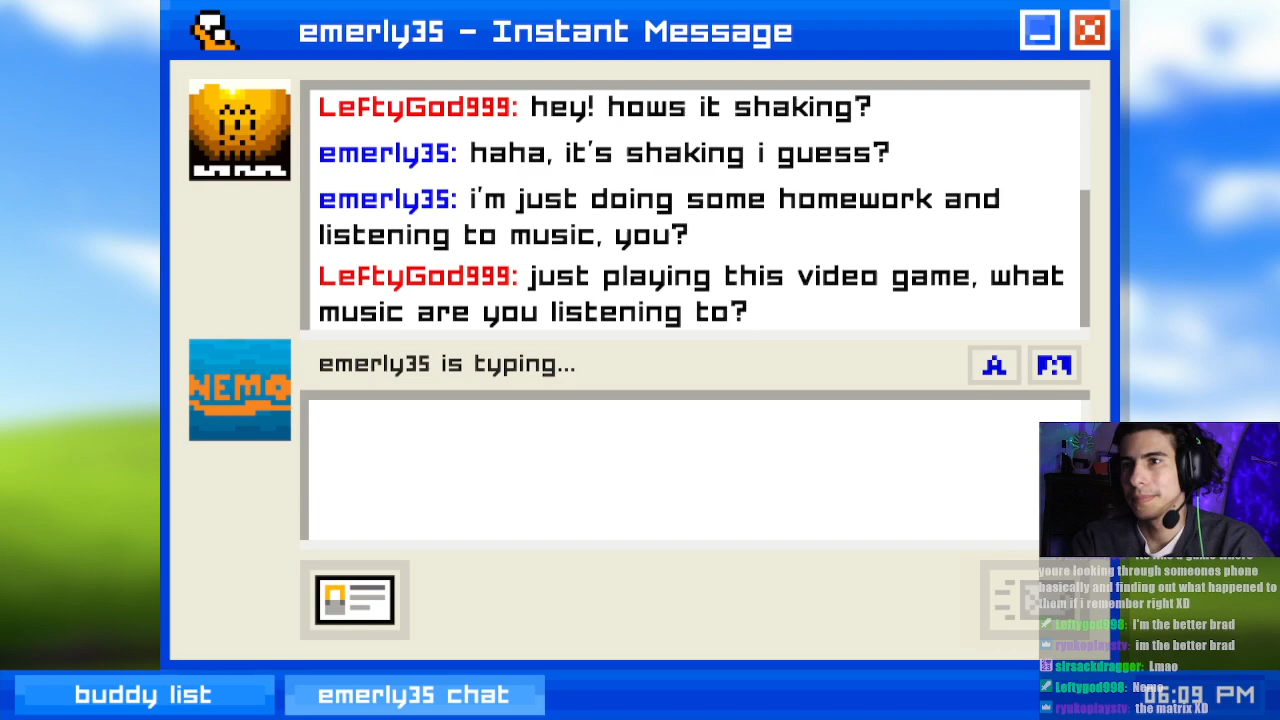 emerly35 - Instant Message
LeftyGod999: hey! hows it shaking?
emerly35: haha, it's shaking i guess?
emerly35: i'm just doing some homework and
listening to music, you?
LeftyGod999: just playing this video game, what
music are you listening to?
emerly35 is typing...
A
NEMO
youre looking through someones phone
basically and finding out what happened to
them if i remember right XD
Leftygod998: I'm the better brad
ryukoplaystv: im the better brad
sirsackdragger: Lmao
Leftygod998: Nemo
ryukoplaystv: the matrix XD
buddy list
emerly35 chat
06:09 PM